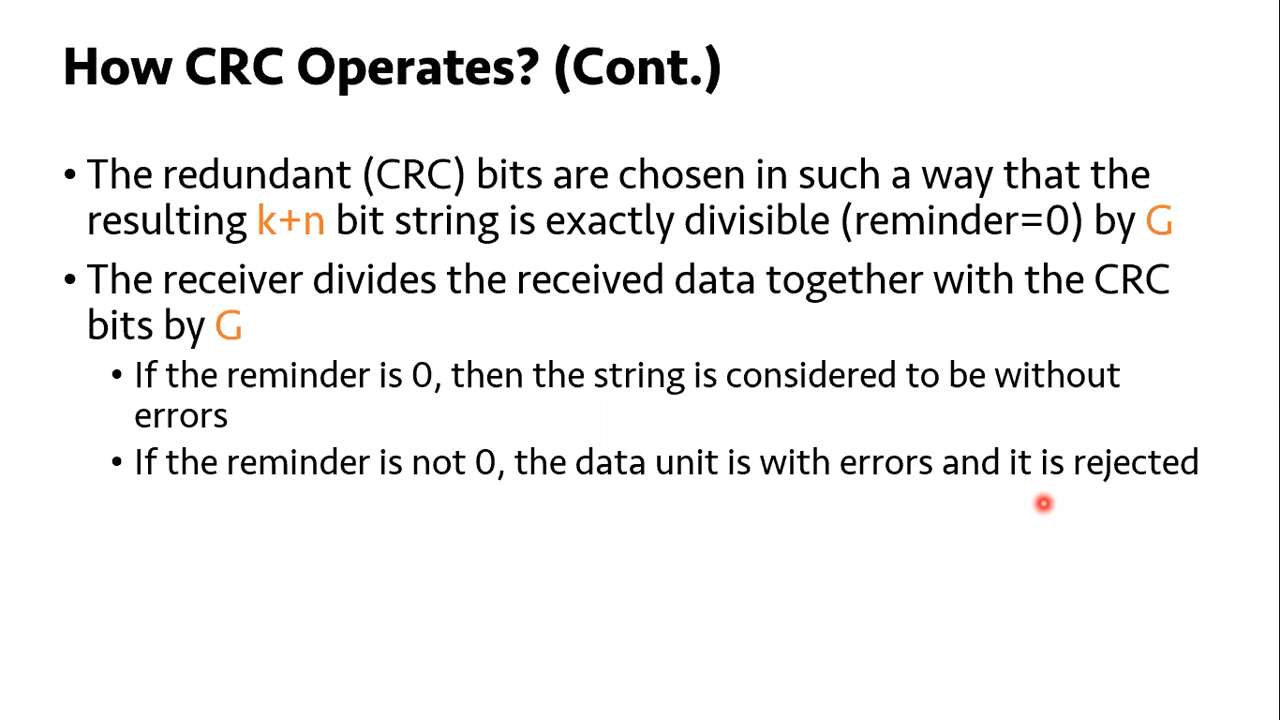 How CRC Operates? (Cont.)
• The redundant (CRC) bits are chosen in such a way that the
resulting k+n bit string is exactly divisible (reminder=0) by G
• The receiver divides the received data together with the CRC
bits by G
• If the reminder is 0, then the string is considered to be without
errors
• If the reminder is not 0, the data unit is with errors and it is rejected